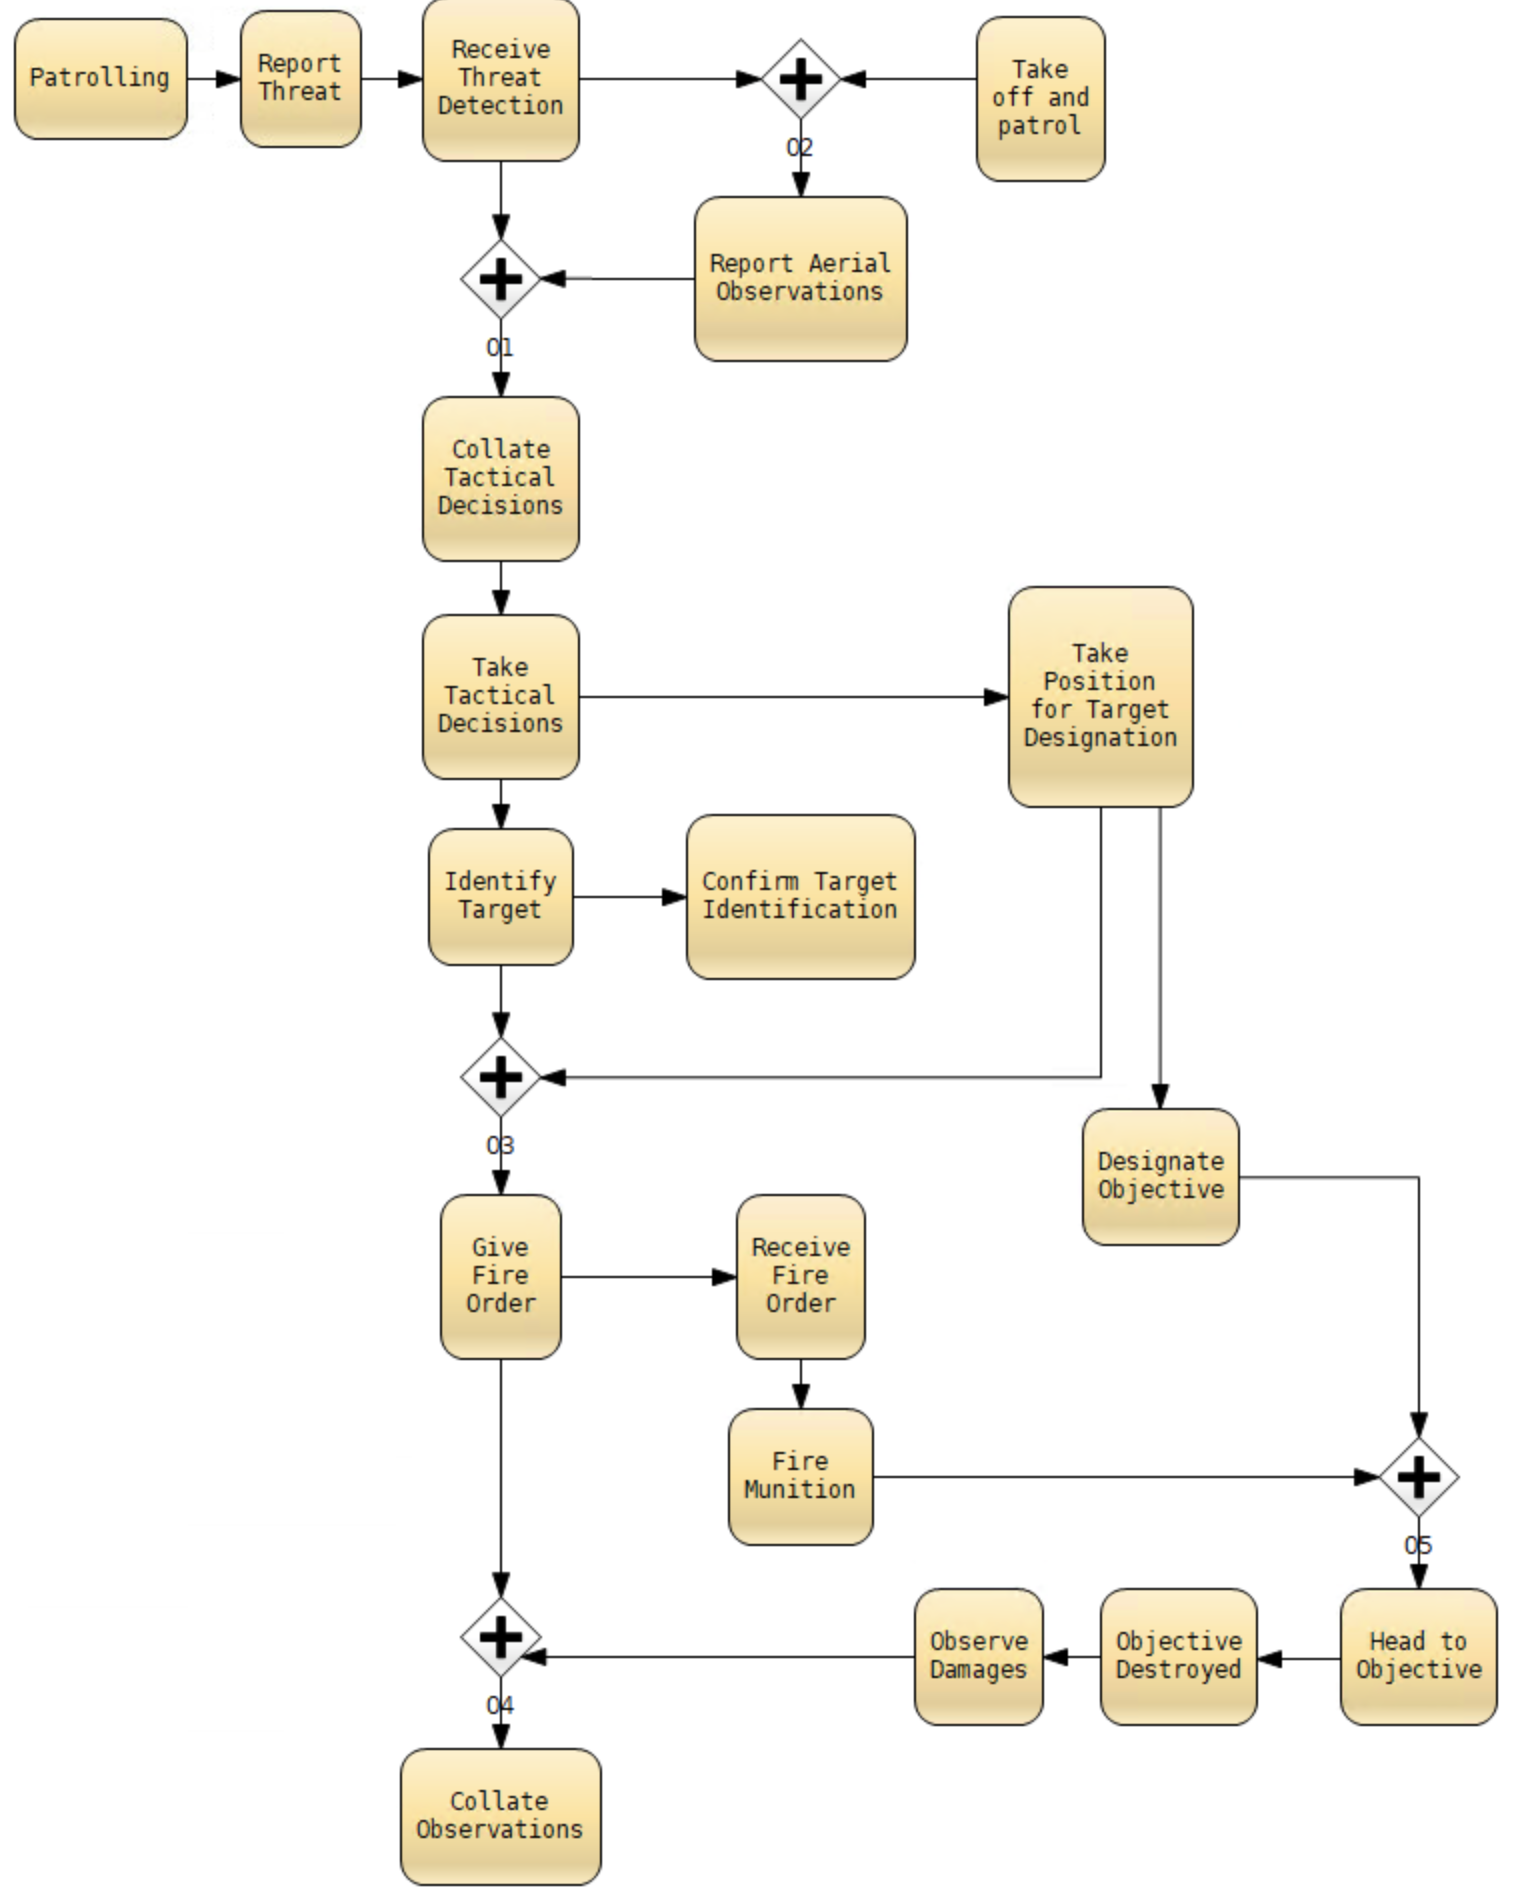 Patrolling
Report
Threat
Receive
Threat
Detection
Take
off and
patrol
02
Report Aerial
Observations
01
Collate
Tactical
Decisions
Take
Tactical
Decisions
Take
Position
for Target
Designation
Identify
Target
Confirm Target
Identification
03
Designate
Objective
Give
Fire
Order
Receive
Fire
Order
Fire
Munition
05
Observe
Damages
Objective
Destroyed
Head to
Objective
04
Collate
Observations